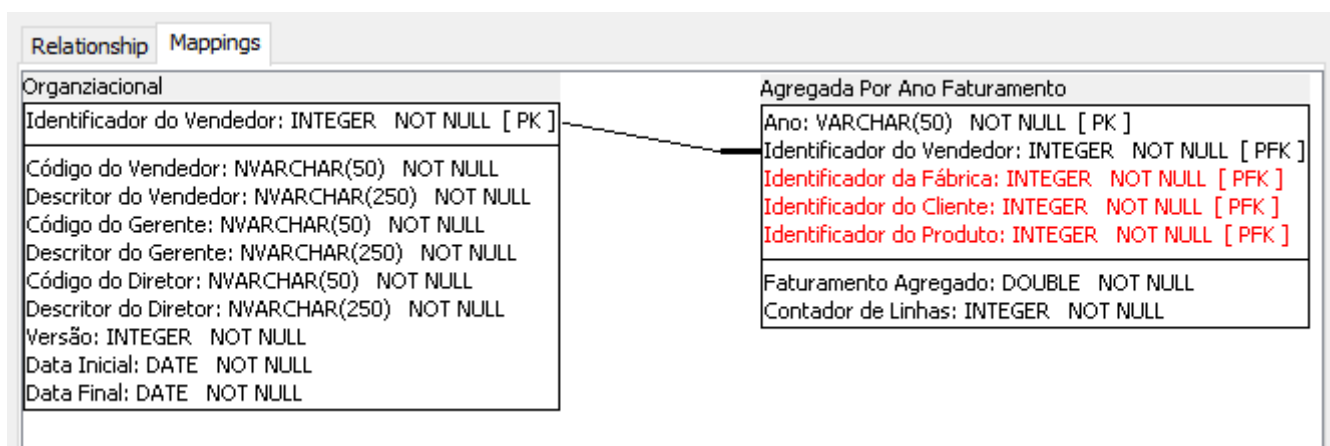 Relationship Mappings
Organziacional
Identificador do Vendedor: INTEGER NOT NULL [ PK ]
Código do Vendedor: NVARCHAR(50) NOT NULL
Descritor do Vendedor: NVARCHAR(250) NOT NULL
Código do Gerente: NVARCHAR(50) NOT NULL
Descritor do Gerente: NVARCHAR(250) NOT NULL
Código do Diretor: NVARCHAR(50) NOT NULL
Descritor do Diretor: NVARCHAR(250) NOT NULL
Versão: INTEGER NOT NULL
Data Inicial: DATE NOT NULL
Data Final: DATE NOT NULL
Agregada Por Ano Faturamento
Ano: VARCHAR(50) NOT NULL [ PK ]
Identificador do Vendedor: INTEGER NOT NULL [ PFK ]
Identificador da Fábrica: INTEGER NOT NULL [ PFK ]
Identificador do Cliente: INTEGER NOT NULL [ PFK ]
Identificador do Produto: INTEGER NOT NULL [ PFK ]
Faturamento Agregado: DOUBLE NOT NULL
Contador de Linhas: INTEGER NOT NULL